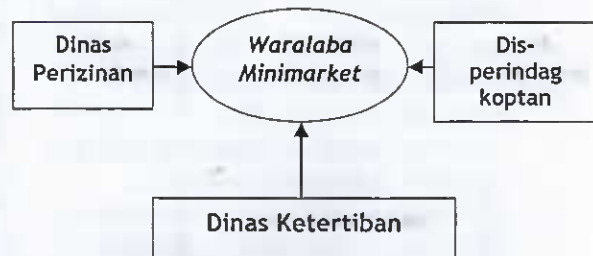 Dinas
Perizinan
Waralaba
Minimarket
Dis-
perindag
koptan
Dinas Ketertiban